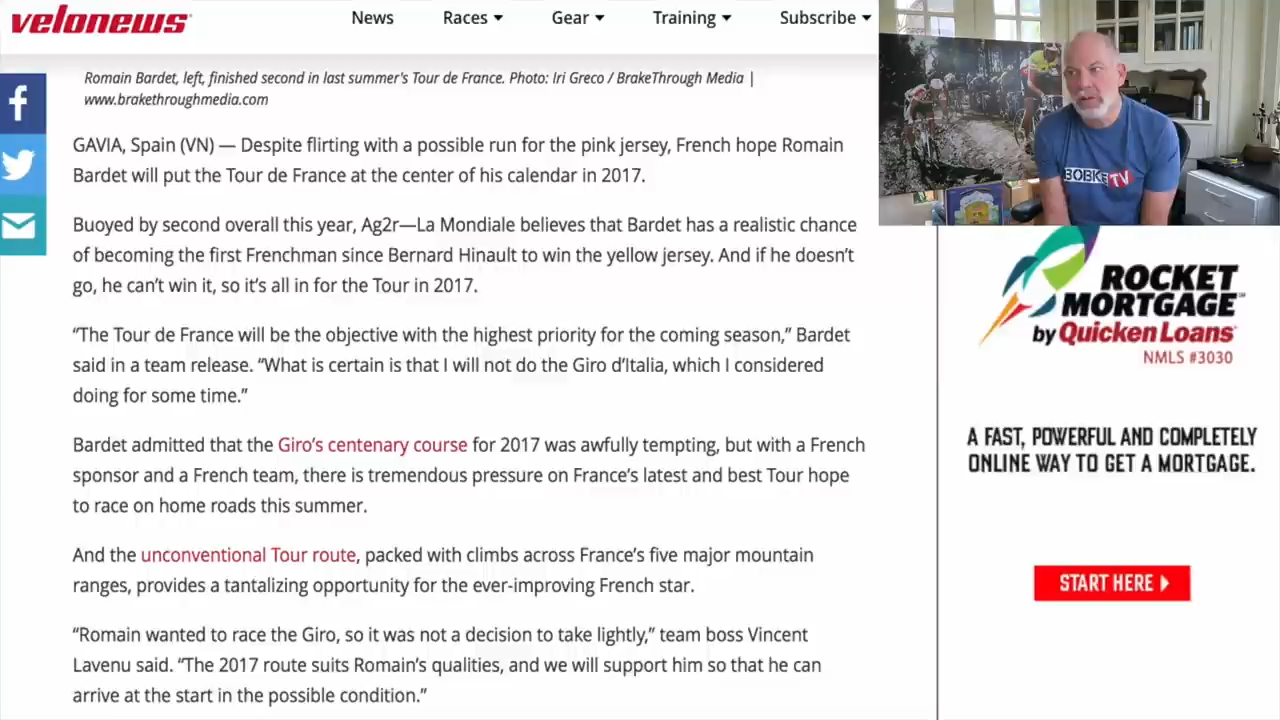 velonews
News Races Gear Training Subscribe
Romain Bardet, left, finished second in last summer's Tour de France. Photo: Iri Greco / BrakeThrough Media |
www.brakethroughmedia.com
GAVIA, Spain (VN) — Despite flirting with a possible run for the pink jersey, French hope Romain
Bardet will put the Tour de France at the center of his calendar in 2017.
Buoyed by second overall this year, Ag2r—La Mondiale believes that Bardet has a realistic chance
of becoming the first Frenchman since Bernard Hinault to win the yellow jersey. And if he doesn't
go, he can't win it, so it's all in for the Tour in 2017.
“The Tour de France will be the objective with the highest priority for the coming season,” Bardet
said in a team release. “What is certain is that I will not do the Giro d'Italia, which I considered
doing for some time.”
Bardet admitted that the Giro's centenary course for 2017 was awfully tempting, but with a French
sponsor and a French team, there is tremendous pressure on France's latest and best Tour hope
to race on home roads this summer.
And the unconventional Tour route, packed with climbs across France's five major mountain
ranges, provides a tantalizing opportunity for the ever-improving French star.
“Romain wanted to race the Giro, so it was not a decision to take lightly,” team boss Vincent
Lavenu said. “The 2017 route suits Romain's qualities, and we will support him so that he can
arrive at the start in the possible condition.”
BOBKE TV
ROCKET
MORTGAGE
by Quicken Loans
NMLS #3030
A FAST, POWERFUL AND COMPLETELY
ONLINE WAY TO GET A MORTGAGE.
START HERE